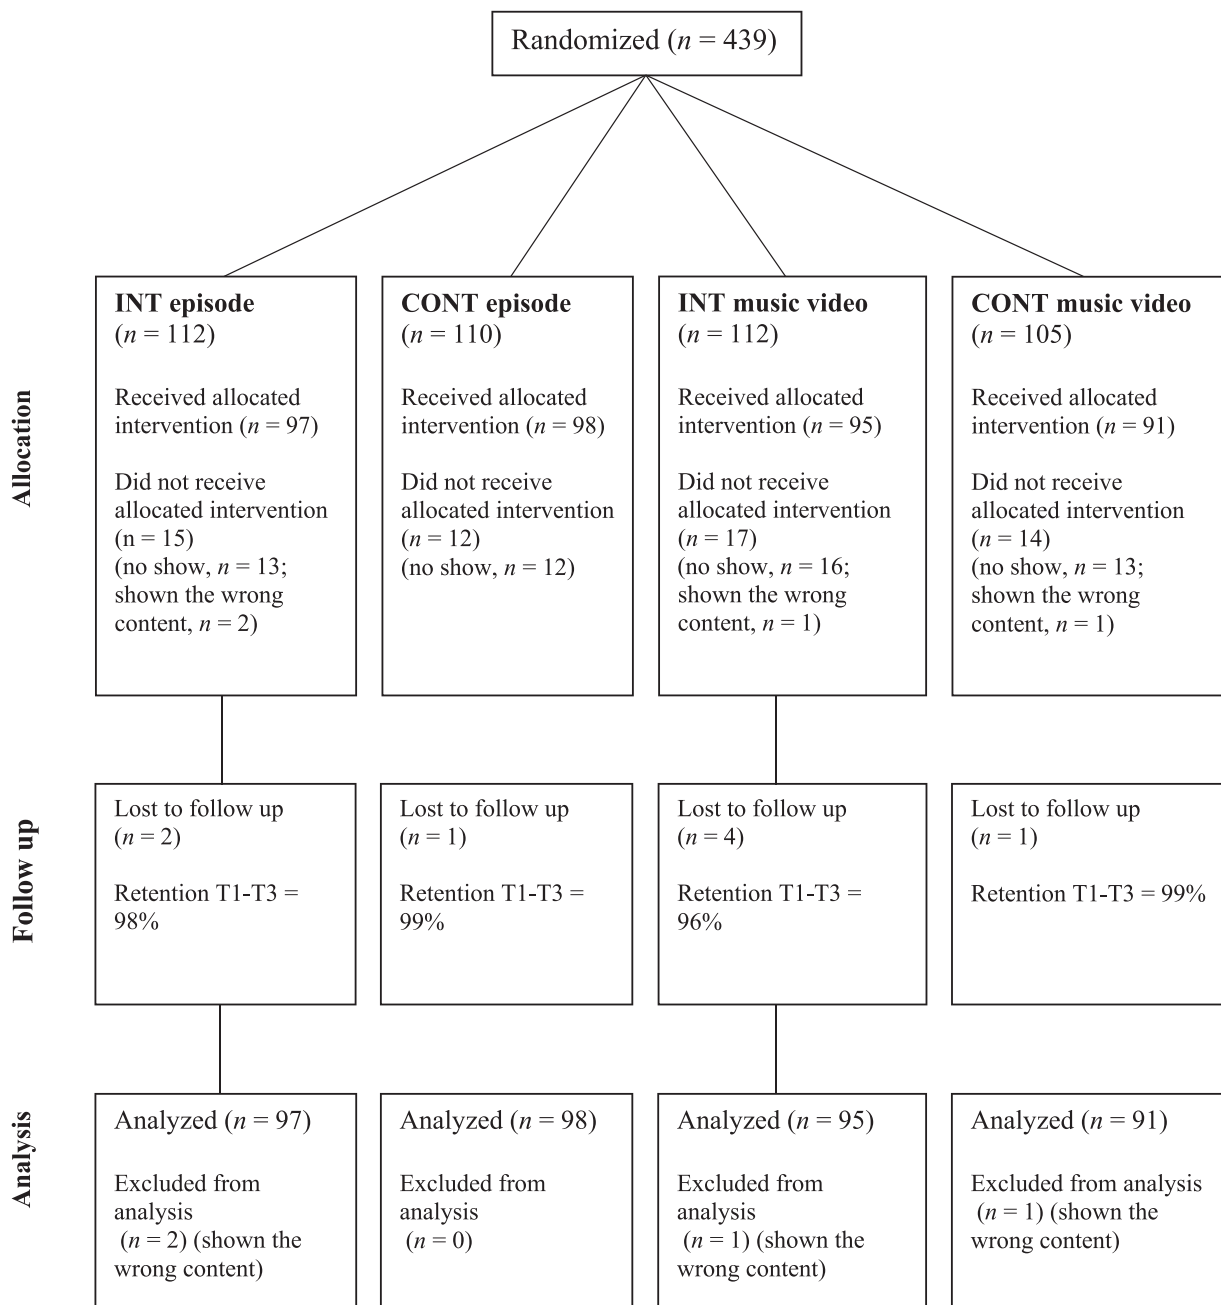 Randomized (n = 439)
Allocation
INT episode
(n = 112)
Received allocated
intervention (n = 97)
Did not receive
allocated intervention
(n = 15)
(no show, n = 13;
shown the wrong
content, n = 2)
CONT episode
(n = 110)
Received allocated
intervention (n = 98)
Did not receive
allocated intervention
(n = 12)
(no show, n = 12)
INT music video
(n = 112)
Received allocated
intervention (n = 95)
Did not receive
allocated intervention
(n = 17)
(no show, n = 16;
shown the wrong
content, n = 1)
CONT music video
(n = 105)
Received allocated
intervention (n = 91)
Did not receive
allocated intervention
(n = 14)
(no show, n = 13;
shown the wrong
content, n = 1)
Follow up
Lost to follow up
(n = 2)
Retention T1-T3 =
98%
Lost to follow up
(n = 1)
Retention T1-T3 =
99%
Lost to follow up
(n = 4)
Retention T1-T3 =
96%
Lost to follow up
(n = 1)
Retention T1-T3 = 99%
Analysis
Analyzed (n = 97)
Excluded from
analysis
(n = 2) (shown the
wrong content)
Analyzed (n = 98)
Excluded from
analysis
(n = 0)
Analyzed (n = 95)
Excluded from
analysis
(n = 1) (shown the
wrong content)
Analyzed (n = 91)
Excluded from analysis
(n = 1) (shown the
wrong content)